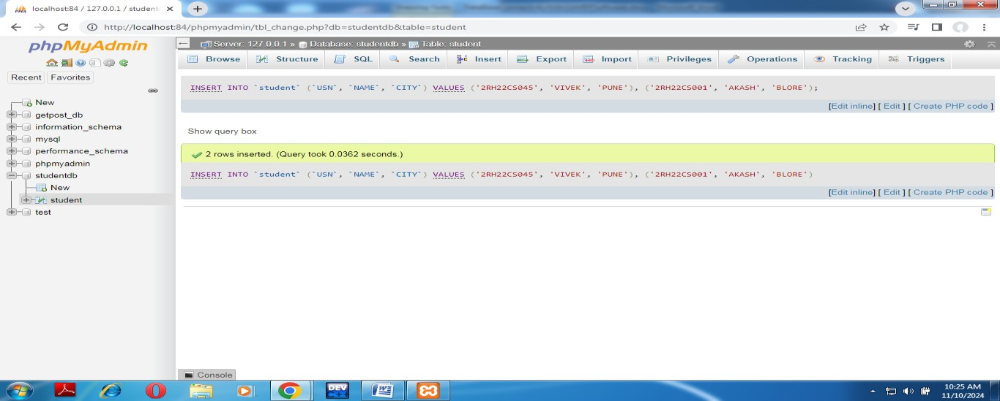 localhost:84 / 127.0.0.1 / student
http://localhost:84/phpmyadmin/tbl_change.php?db=studentdb&table=student
phpMyAdmin
Recent Favorites
New
getpost_db
information_schema
mysql
performance_schema
phpmyadmin
studentdb
New
student
test
Server: 127.0.0.1 » Database: studentdb » Table: student
Browse Structure SQL Search Insert Export Import Privileges Operations Tracking Triggers
INSERT INTO `student` (`USN`, `NAME`, `CITY`) VALUES ('2RH22CS045', 'VIVEK', 'PUNE'), ('2RH22CS001', 'AKASH', 'BLORE');
[Edit inline] [ Edit ] [ Create PHP code ]
Show query box
2 rows inserted. (Query took 0.0362 seconds.)
INSERT INTO `student` (`USN`, `NAME`, `CITY`) VALUES ('2RH22CS045', 'VIVEK', 'PUNE'), ('2RH22CS001', 'AKASH', 'BLORE')
[Edit inline] [ Edit ] [ Create PHP code ]
Console
DEV
C++
10:25 AM
11/10/2024